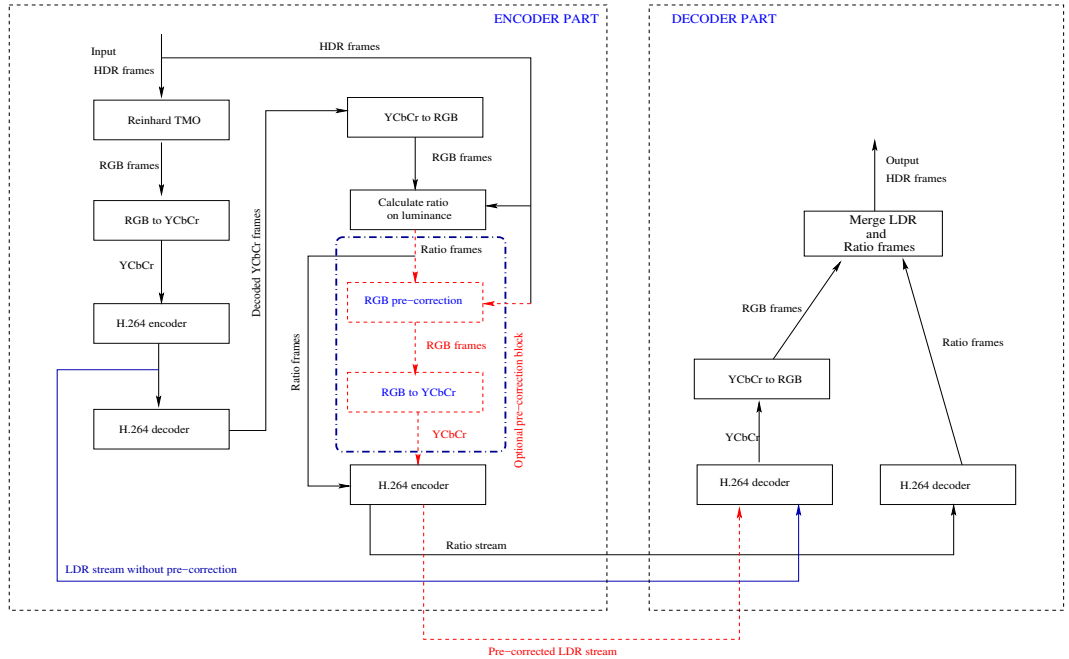 ENCODER PART
DECODER PART
Input
HDR frames
HDR frames
Reinhard TMO
RGB frames
RGB to YCbCr
YCbCr
H.264 encoder
H.264 decoder
Decoded YCbCr frames
YCbCr to RGB
RGB frames
Calculate ratio
on luminance
Ratio frames
Ratio frames
RGB pre−correction
RGB frames
RGB to YCbCr
YCbCr
Optional pre−correction block
H.264 encoder
Ratio stream
LDR stream without pre−correction
Pre−corrected LDR stream
Output
HDR frames
Merge LDR
and
Ratio frames
RGB frames
Ratio frames
YCbCr to RGB
YCbCr
H.264 decoder
H.264 decoder